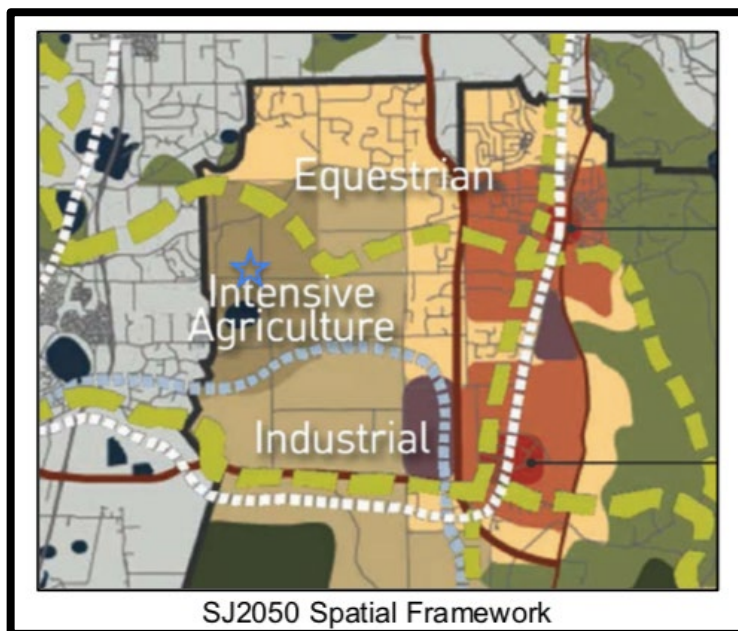 Equestrian
Intensive
Agriculture
Industrial
SJ2050 Spatial Framework